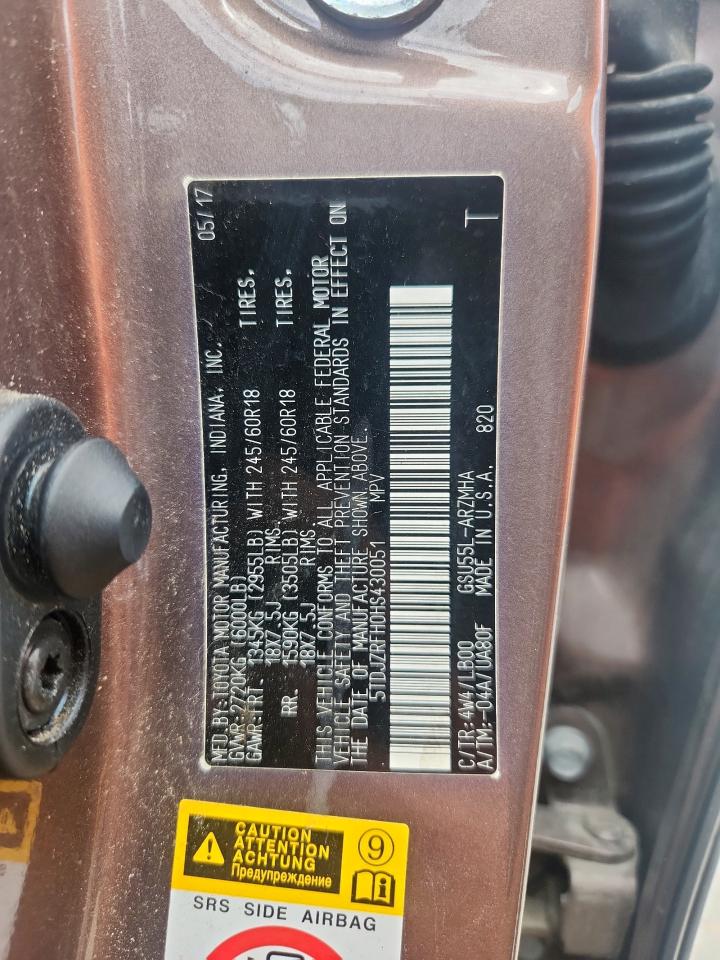 MFD.BY:TOYOTA MOTOR MANUFACTURING, INDIANA, INC. 05/17
GVWR:2720KG (6000LB)
GAWR:FRT. 1345KG (2955LB) WITH 245/60R18 TIRES,
18X7.5J RIMS,
RR. 1590KG (3505LB) WITH 245/60R18 TIRES,
18X7.5J RIMS
THIS VEHICLE CONFORMS TO ALL APPLICABLE FEDERAL MOTOR
VEHICLE SAFETY AND THEFT PREVENTION STANDARDS IN EFFECT ON
THE DATE OF MANUFACTURE SHOWN ABOVE.
5TDJZRFH0HS430051 MPV
C/TR:4W4/LB00 GSU55L-ARZMHA 820 T
A/TM:-04A/UA80F MADE IN U.S.A.
CAUTION
ATTENTION
ACHTUNG
Предупреждение
9
i
SRS SIDE AIRBAG